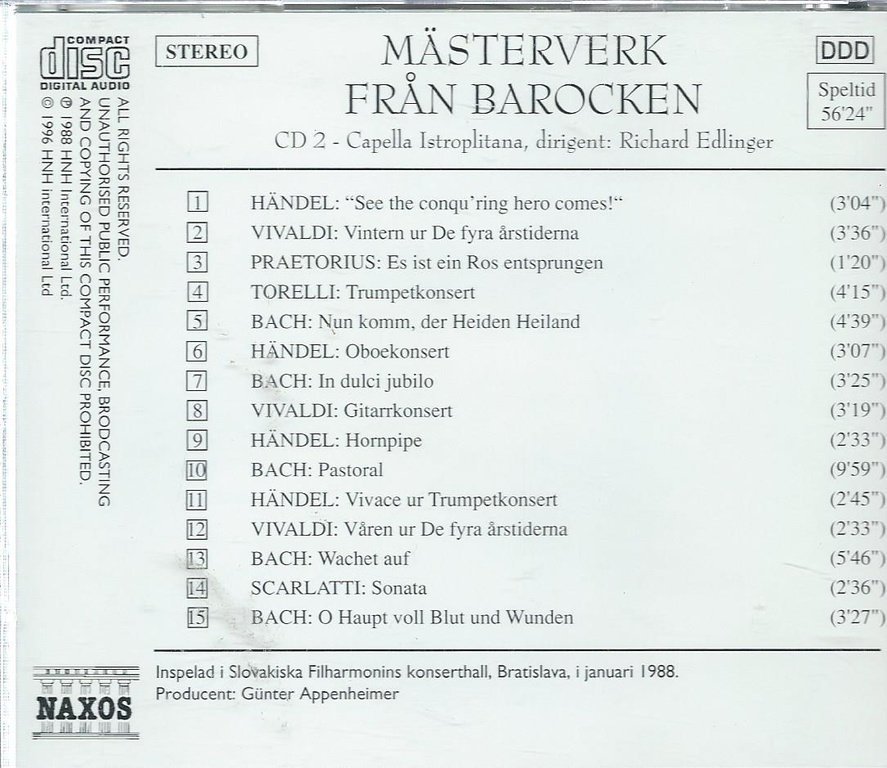 COMPACT
disc
DIGITAL AUDIO
STEREO
MÄSTERVERK
FRÅN BAROCKEN
CD 2 - Capella Istroplitana, dirigent: Richard Edlinger
DDD
Speltid
56'24"
ALL RIGHTS RESERVED.
UNAUTHORISED PUBLIC PERFORMANCE, BRODCASTING
AND COPYING OF THIS COMPACT DISC PROHIBITED.
℗ 1988 HNH International Ltd.
© 1996 HNH international Ltd
1 HÄNDEL: “See the conqu'ring hero comes!“ (3'04")
2 VIVALDI: Vintern ur De fyra årstiderna (3'36")
3 PRAETORIUS: Es ist ein Ros entsprungen (1'20")
4 TORELLI: Trumpetkonsert (4'15")
5 BACH: Nun komm, der Heiden Heiland (4'39")
6 HÄNDEL: Oboekonsert (3'07")
7 BACH: In dulci jubilo (3'25")
8 VIVALDI: Gitarrkonsert (3'19")
9 HÄNDEL: Hornpipe (2'33")
10 BACH: Pastoral (9'59")
11 HÄNDEL: Vivace ur Trumpetkonsert (2'45")
12 VIVALDI: Våren ur De fyra årstiderna (2'33")
13 BACH: Wachet auf (5'46")
14 SCARLATTI: Sonata (2'36")
15 BACH: O Haupt voll Blut und Wunden (3'27")
Inspelad i Slovakiska Filharmonins konserthall, Bratislava, i januari 1988.
Producent: Günter Appenheimer
NAXOS